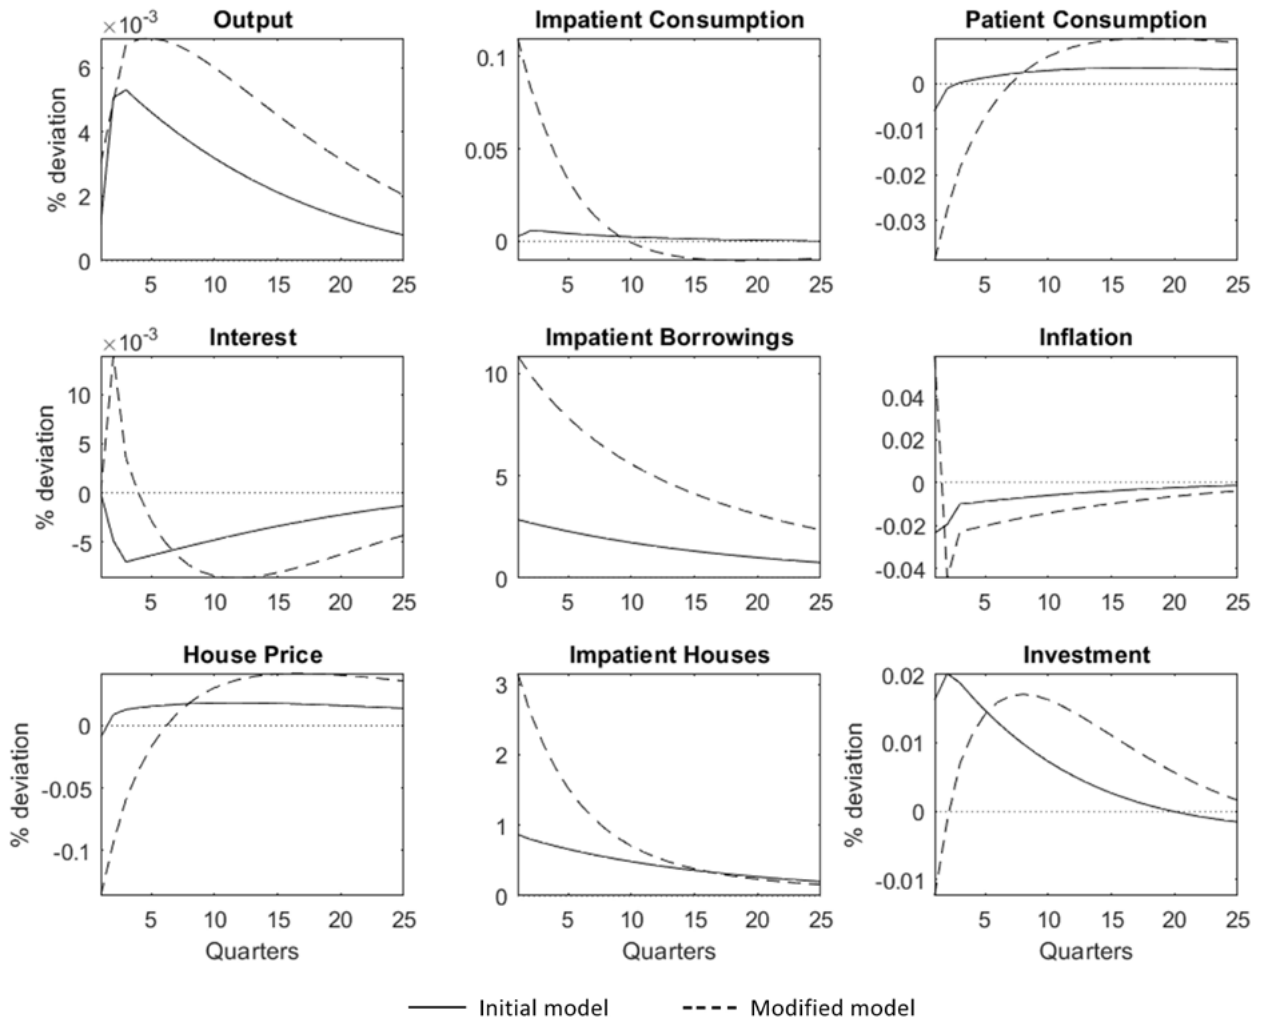 Output
Impatient Consumption
Patient Consumption
×10-3
% deviation
6
4
2
0
5 10 15 20 25
0.1
0.05
0
5 10 15 20 25
0
-0.01
-0.02
-0.03
5 10 15 20 25
Interest
Impatient Borrowings
Inflation
×10-3
% deviation
10
5
0
-5
5 10 15 20 25
10
5
0
5 10 15 20 25
0.04
0.02
0
-0.02
-0.04
5 10 15 20 25
House Price
Impatient Houses
Investment
% deviation
0
-0.05
-0.1
5 10 15 20 25
Quarters
3
2
1
0
5 10 15 20 25
Quarters
% deviation
0.02
0.01
0
-0.01
5 10 15 20 25
Quarters
Initial model
Modified model